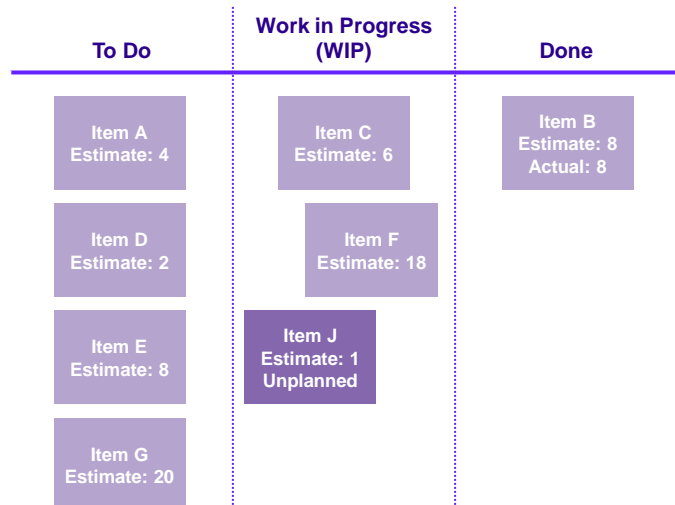 To Do
Work in Progress
(WIP)
Done
Item A
Estimate: 4
Item C
Estimate: 6
Item B
Estimate: 8
Actual: 8
Item D
Estimate: 2
Item F
Estimate: 18
Item E
Estimate: 8
Item J
Estimate: 1
Unplanned
Item G
Estimate: 20